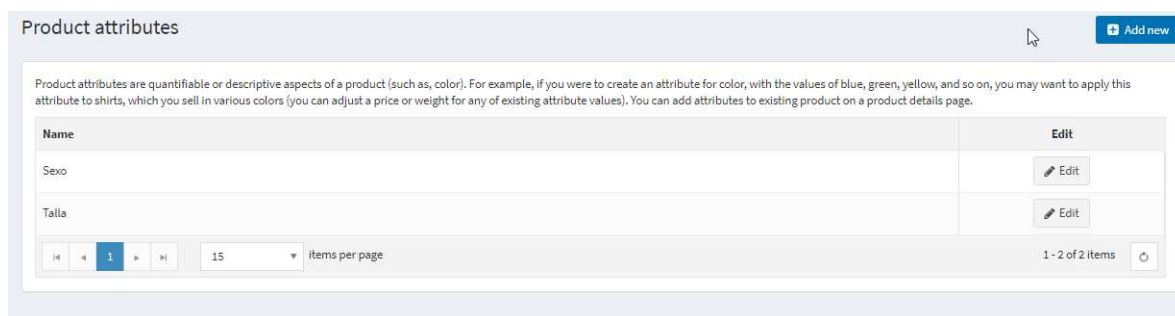 Product attributes
Add new
Product attributes are quantifiable or descriptive aspects of a product (such as, color). For example, if you were to create an attribute for color, with the values of blue, green, yellow, and so on, you may want to apply this
attribute to shirts, which you sell in various colors (you can adjust a price or weight for any of existing attribute values). You can add attributes to existing product on a product details page.
Name Edit
Sexo Edit
Talla Edit
1 15 items per page 1 - 2 of 2 items